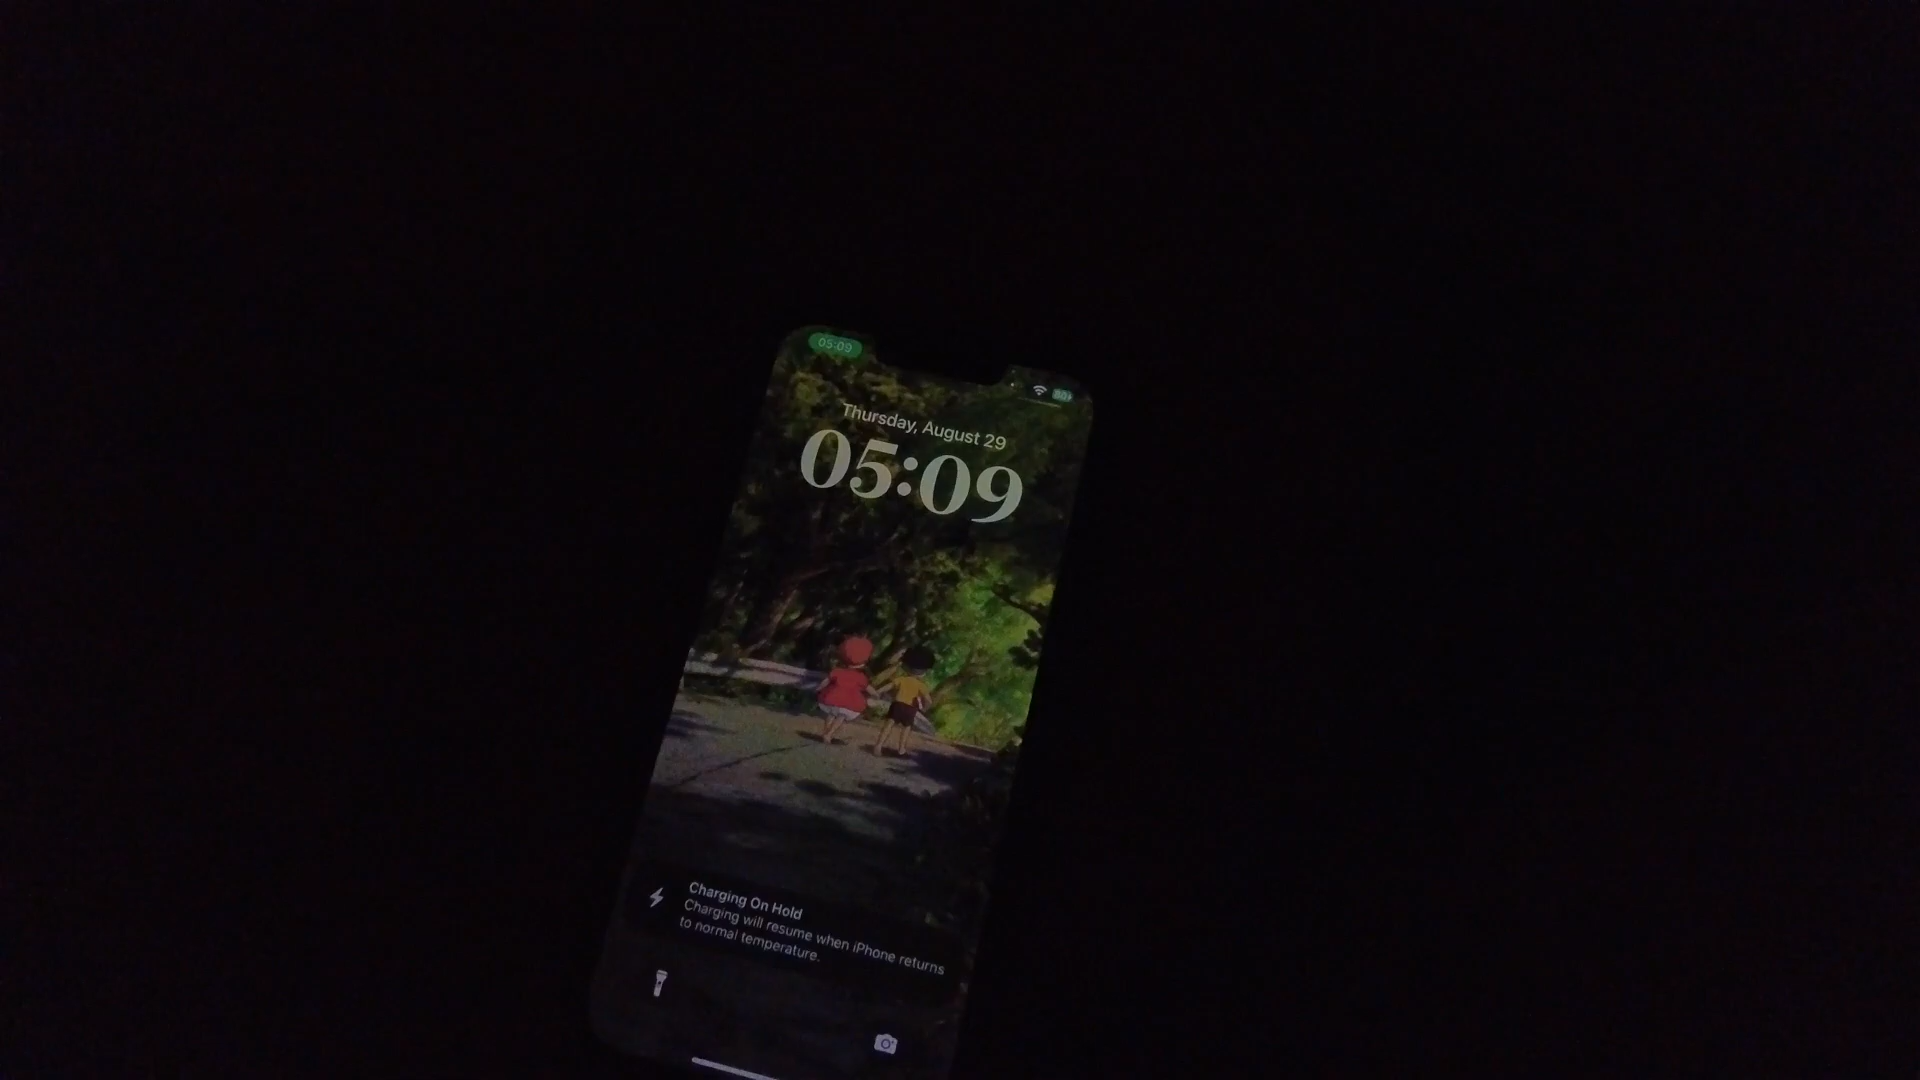 05:09
80
Thursday, August 29
05:09
Charging On Hold
Charging will resume when iPhone returns
to normal temperature.